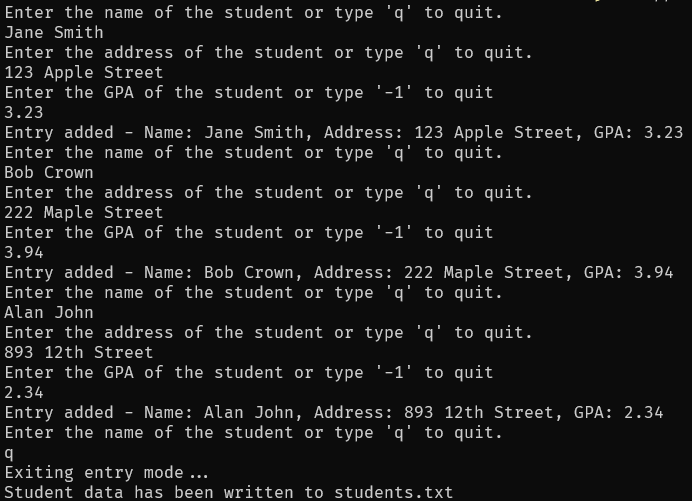 Enter the name of the student or type 'q' to quit.
Jane Smith
Enter the address of the student or type 'q' to quit.
123 Apple Street
Enter the GPA of the student or type '-1' to quit
3.23
Entry added - Name: Jane Smith, Address: 123 Apple Street, GPA: 3.23
Enter the name of the student or type 'q' to quit.
Bob Crown
Enter the address of the student or type 'q' to quit.
222 Maple Street
Enter the GPA of the student or type '-1' to quit
3.94
Entry added - Name: Bob Crown, Address: 222 Maple Street, GPA: 3.94
Enter the name of the student or type 'q' to quit.
Alan John
Enter the address of the student or type 'q' to quit.
893 12th Street
Enter the GPA of the student or type '-1' to quit
2.34
Entry added - Name: Alan John, Address: 893 12th Street, GPA: 2.34
Enter the name of the student or type 'q' to quit.
q
Exiting entry mode...
Student data has been written to students.txt